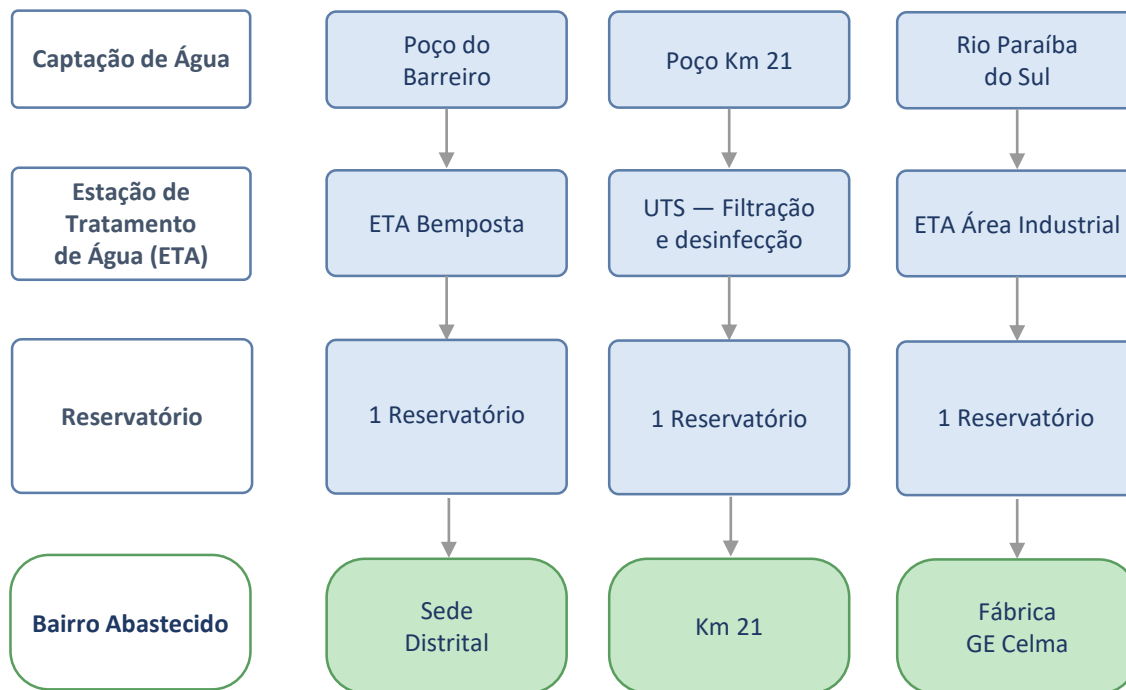 Captação de Água
Poço do
Barreiro
Poço Km 21
Rio Paraíba
do Sul
Estação de
Tratamento
de Água (ETA)
ETA Bemposta
UTS — Filtração
e desinfecção
ETA Área Industrial
Reservatório
1 Reservatório
1 Reservatório
1 Reservatório
Bairro Abastecido
Sede
Distrital
Km 21
Fábrica
GE Celma